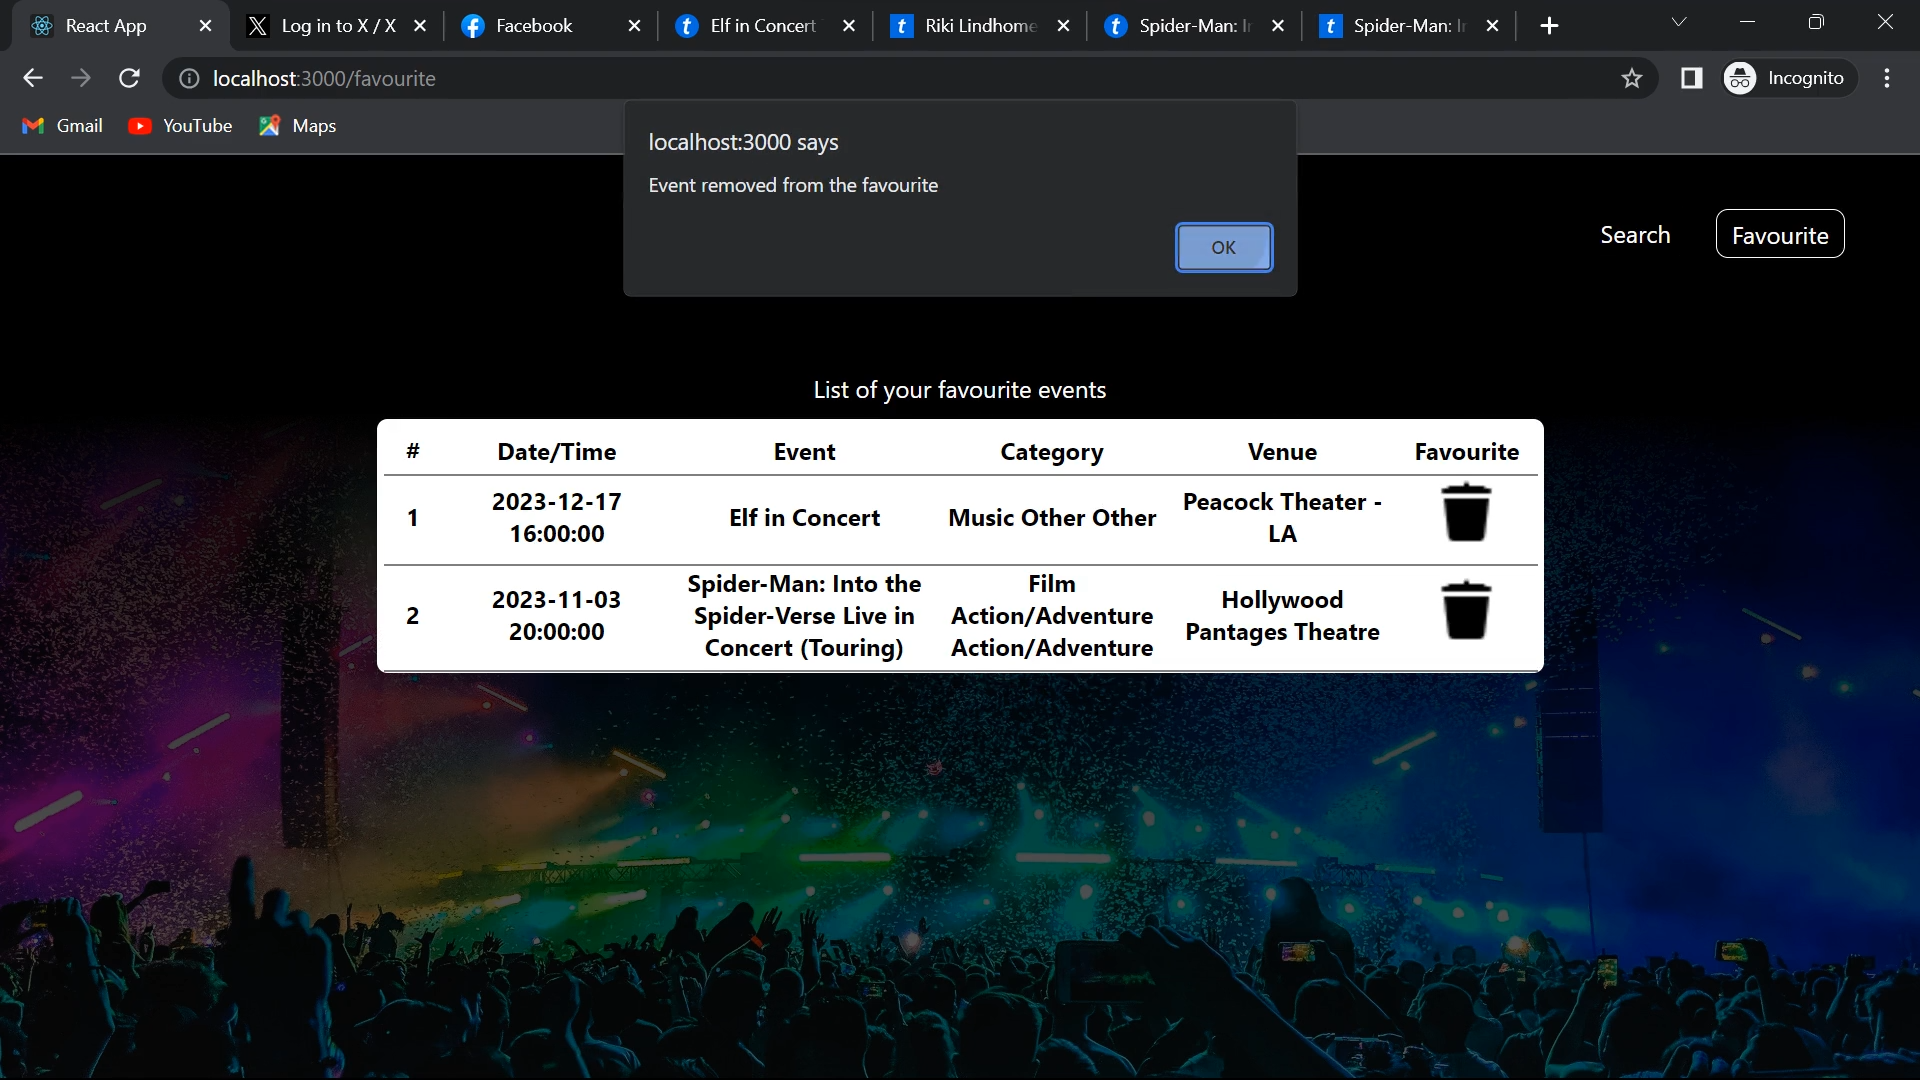 React App
Log in to X / X
Facebook
Elf in Concert
Riki Lindhome
Spider-Man: Ir
Spider-Man: Ir
localhost:3000/favourite
Incognito
Gmail
YouTube
Maps
localhost:3000 says
Event removed from the favourite
OK
Search
Favourite
List of your favourite events
# Date/Time Event Category Venue Favourite
1
2023-12-17
16:00:00
Elf in Concert
Music Other Other
Peacock Theater -
LA
2
2023-11-03
20:00:00
Spider-Man: Into the
Spider-Verse Live in
Concert (Touring)
Film
Action/Adventure
Action/Adventure
Hollywood
Pantages Theatre